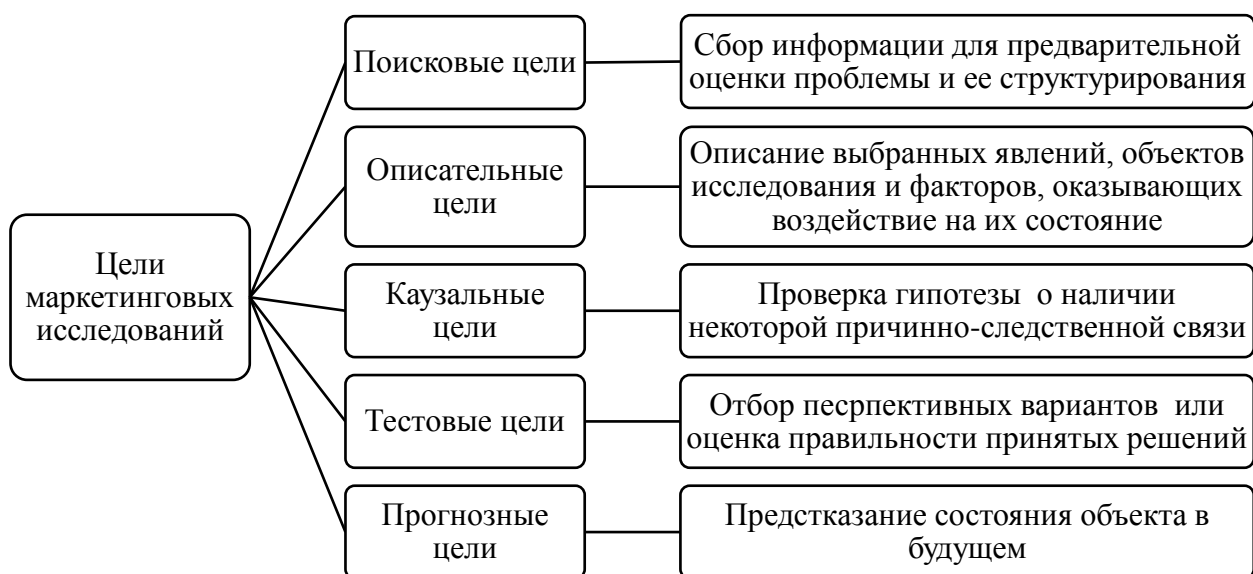 Цели
маркетинговых
исследований
Поисковые цели
Сбор информации для предварительной
оценки проблемы и ее структурирования
Описательные
цели
Описание выбранных явлений, объектов
исследования и факторов, оказывающих
воздействие на их состояние
Каузальные
цели
Проверка гипотезы о наличии
некоторой причинно-следственной связи
Тестовые цели
Отбор песрпективных вариантов или
оценка правильности принятых решений
Прогнозные
цели
Предстказание состояния объекта в
будущем